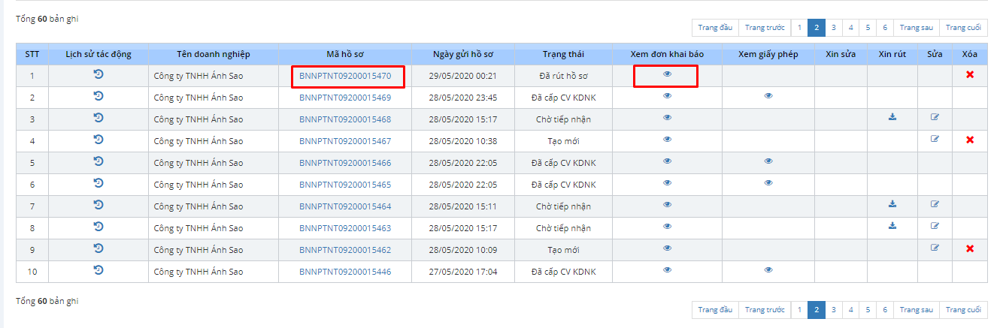 Tổng 60 bản ghi
Trang đầu Trang trước 1 2 3 4 5 6 Trang sau Trang cuối
STT Lịch sử tác động Tên doanh nghiệp Mã hồ sơ Ngày gửi hồ sơ Trạng thái Xem đơn khai báo Xem giấy phép Xin sửa Xin rút Sửa Xóa
1 Công ty TNHH Ánh Sao BNNPTNT09200015470 29/05/2020 00:21 Đã rút hồ sơ
2 Công ty TNHH Ánh Sao BNNPTNT09200015469 28/05/2020 23:45 Đã cấp CV KDNK
3 Công ty TNHH Ánh Sao BNNPTNT09200015468 28/05/2020 15:17 Chờ tiếp nhận
4 Công ty TNHH Ánh Sao BNNPTNT09200015467 28/05/2020 10:38 Tạo mới
5 Công ty TNHH Ánh Sao BNNPTNT09200015466 28/05/2020 22:05 Đã cấp CV KDNK
6 Công ty TNHH Ánh Sao BNNPTNT09200015465 28/05/2020 22:05 Đã cấp CV KDNK
7 Công ty TNHH Ánh Sao BNNPTNT09200015464 28/05/2020 15:11 Chờ tiếp nhận
8 Công ty TNHH Ánh Sao BNNPTNT09200015463 28/05/2020 15:17 Chờ tiếp nhận
9 Công ty TNHH Ánh Sao BNNPTNT09200015462 28/05/2020 10:09 Tạo mới
10 Công ty TNHH Ánh Sao BNNPTNT09200015446 27/05/2020 17:04 Đã cấp CV KDNK
Tổng 60 bản ghi
Trang đầu Trang trước 1 2 3 4 5 6 Trang sau Trang cuối